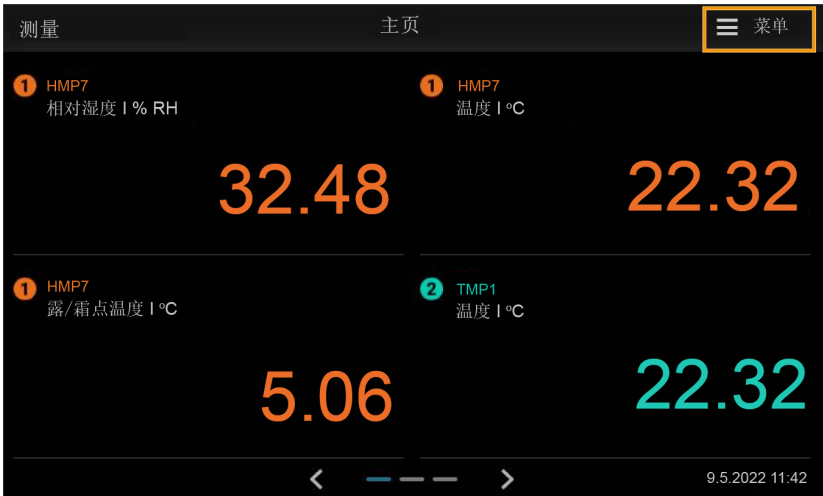 测量 主页 菜单
1 HMP7
相对湿度 | % RH
32.48
1 HMP7
温度 | °C
22.32
1 HMP7
露/霜点温度 | °C
5.06
2 TMP1
温度 | °C
22.32
9.5.2022 11:42